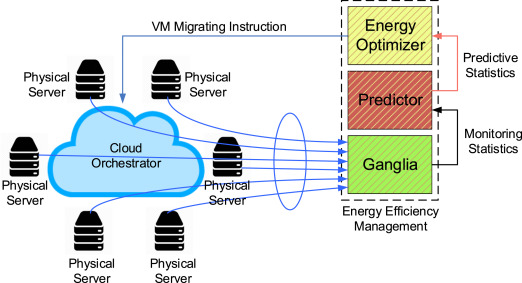 VM Migrating Instruction
Energy
Optimizer
Predictive
Statistics
Physical
Server
Physical
Server
Predictor
Cloud
Orchestrator
Monitoring
Statistics
Ganglia
Physical
Server
Physical
Server
Energy Efficiency
Management
Physical
Server
Physical
Server